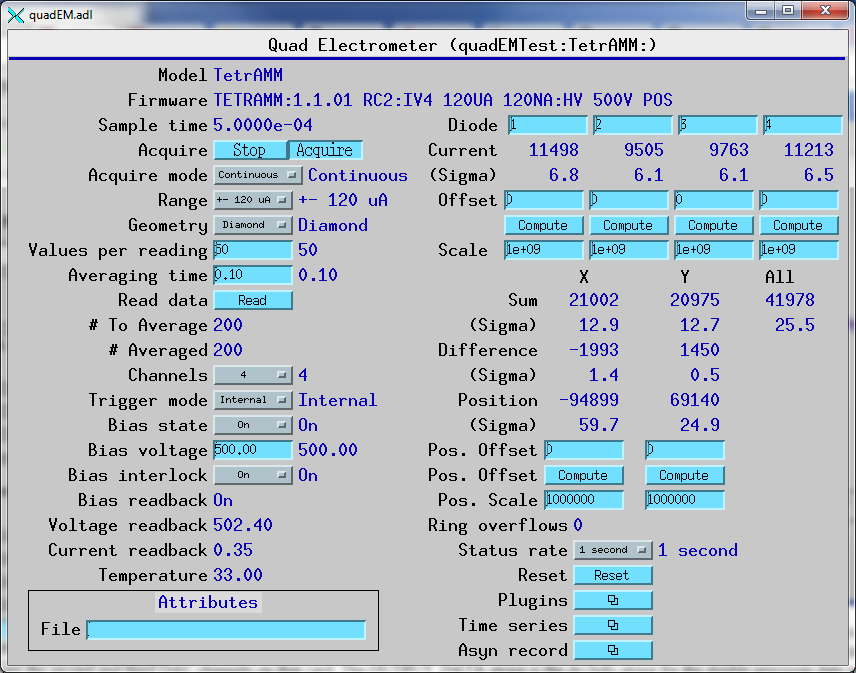 quadEM.adl
Quad Electrometer (quadEMTest:TetrAMM:)
Model TetrAMM
Firmware TETRAMM:1.1.01 RC2:IV4 120UA 120NA:HV 500V POS
Sample time 5.0000e-04
Acquire Stop Acquire
Acquire mode Continuous Continuous
Range +- 120 uA +- 120 uA
Geometry Diamond Diamond
Values per reading 50 50
Averaging time 0.10 0.10
Read data Read
# To Average 200
# Averaged 200
Channels 4 4
Trigger mode Internal Internal
Bias state On On
Bias voltage 500.00 500.00
Bias interlock On On
Bias readback On
Voltage readback 502.40
Current readback 0.35
Temperature 33.00
Attributes
File
Diode 1 2 3 4
Current 11498 9505 9763 11213
(Sigma) 6.8 6.1 6.1 6.5
Offset 0 0 0 0
Compute Compute Compute Compute
Scale 1e+09 1e+09 1e+09 1e+09
X Y All
Sum 21002 20975 41978
(Sigma) 12.9 12.7 25.5
Difference -1993 1450
(Sigma) 1.4 0.5
Position -94899 69140
(Sigma) 59.7 24.9
Pos. Offset 0 0
Pos. Offset Compute Compute
Pos. Scale 1000000 1000000
Ring overflows 0
Status rate 1 second 1 second
Reset Reset
Plugins
Time series
Asyn record